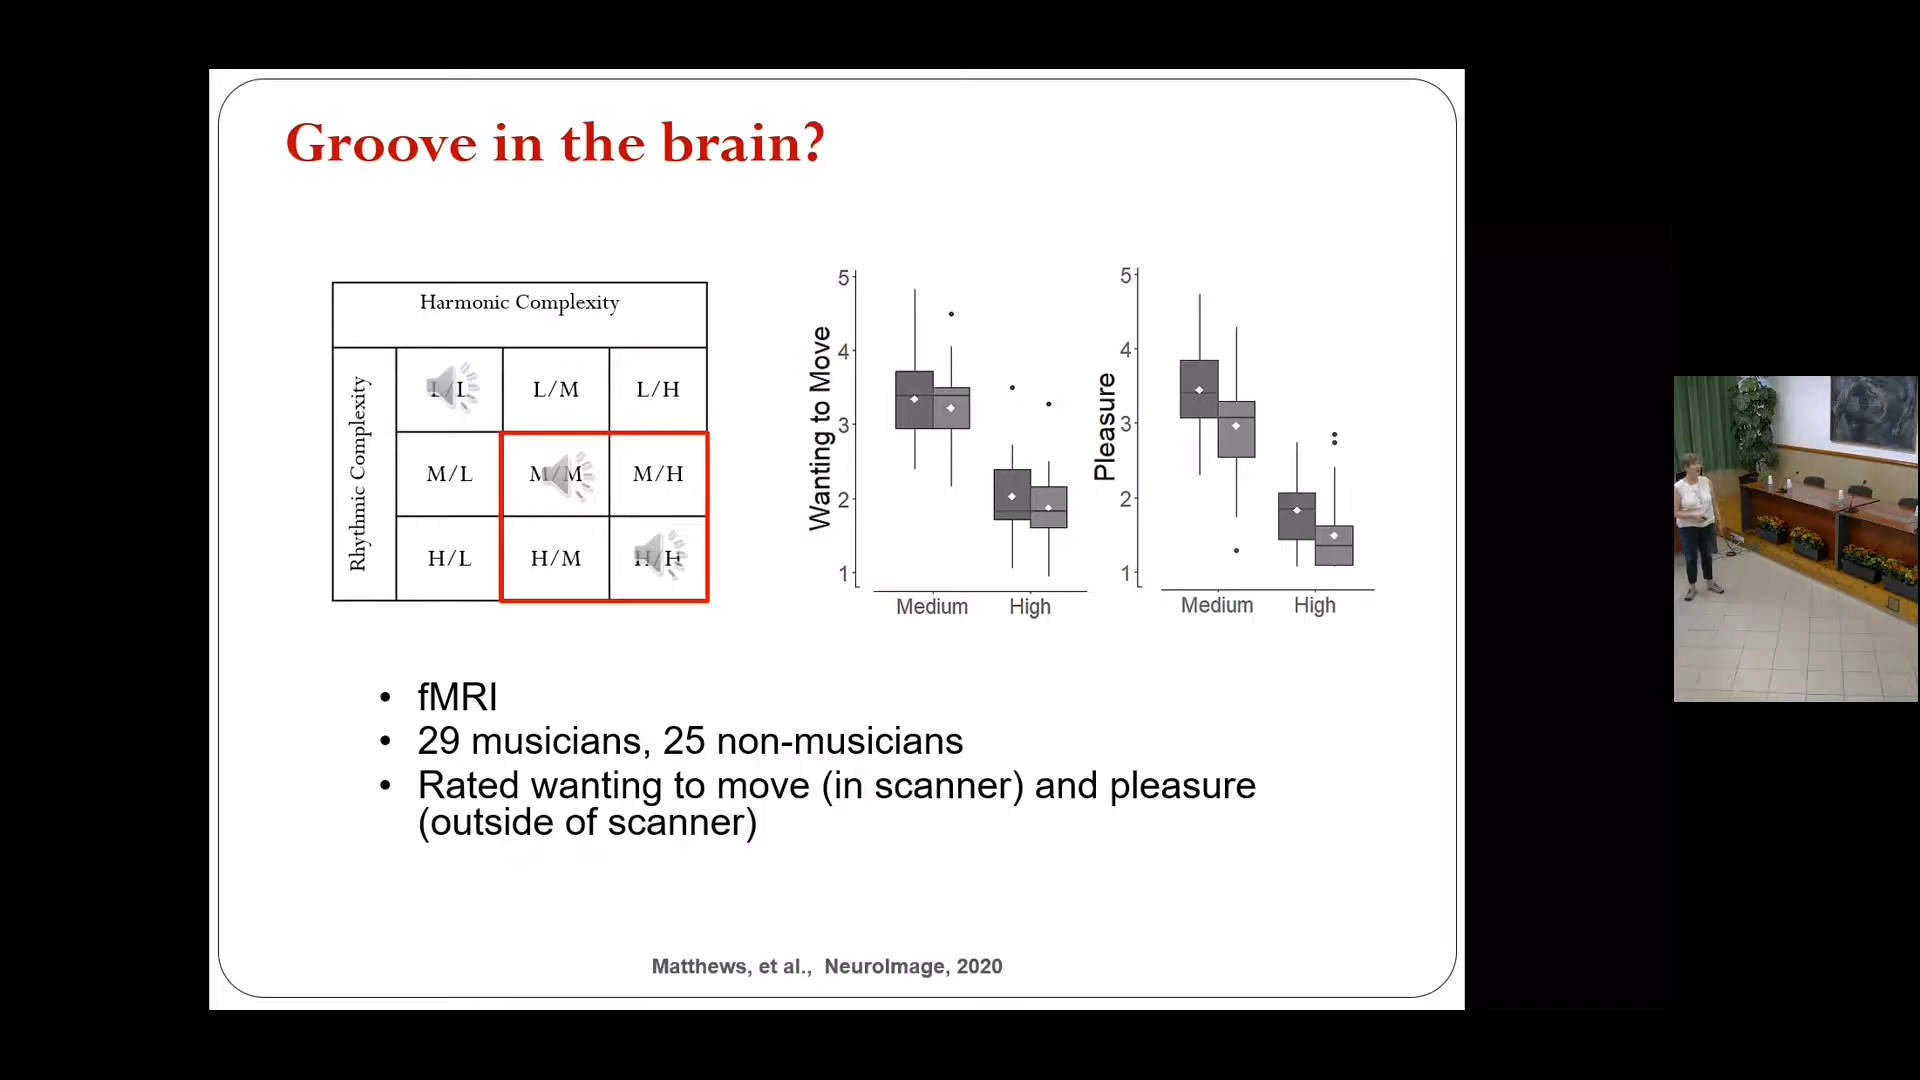 Groove in the brain?
Harmonic Complexity
Rhythmic Complexity
L/L
L/M
L/H
M/L
M/M
M/H
H/L
H/M
H/H
Wanting to Move
5
4
3
2
1
Medium
High
Pleasure
5
4
3
2
1
Medium
High
• fMRI
• 29 musicians, 25 non-musicians
• Rated wanting to move (in scanner) and pleasure
(outside of scanner)
Matthews, et al., NeuroImage, 2020